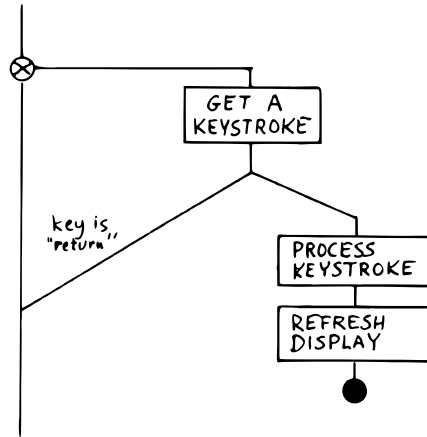 GET A
KEYSTROKE
key is
"return"
PROCESS
KEYSTROKE
REFRESH
DISPLAY